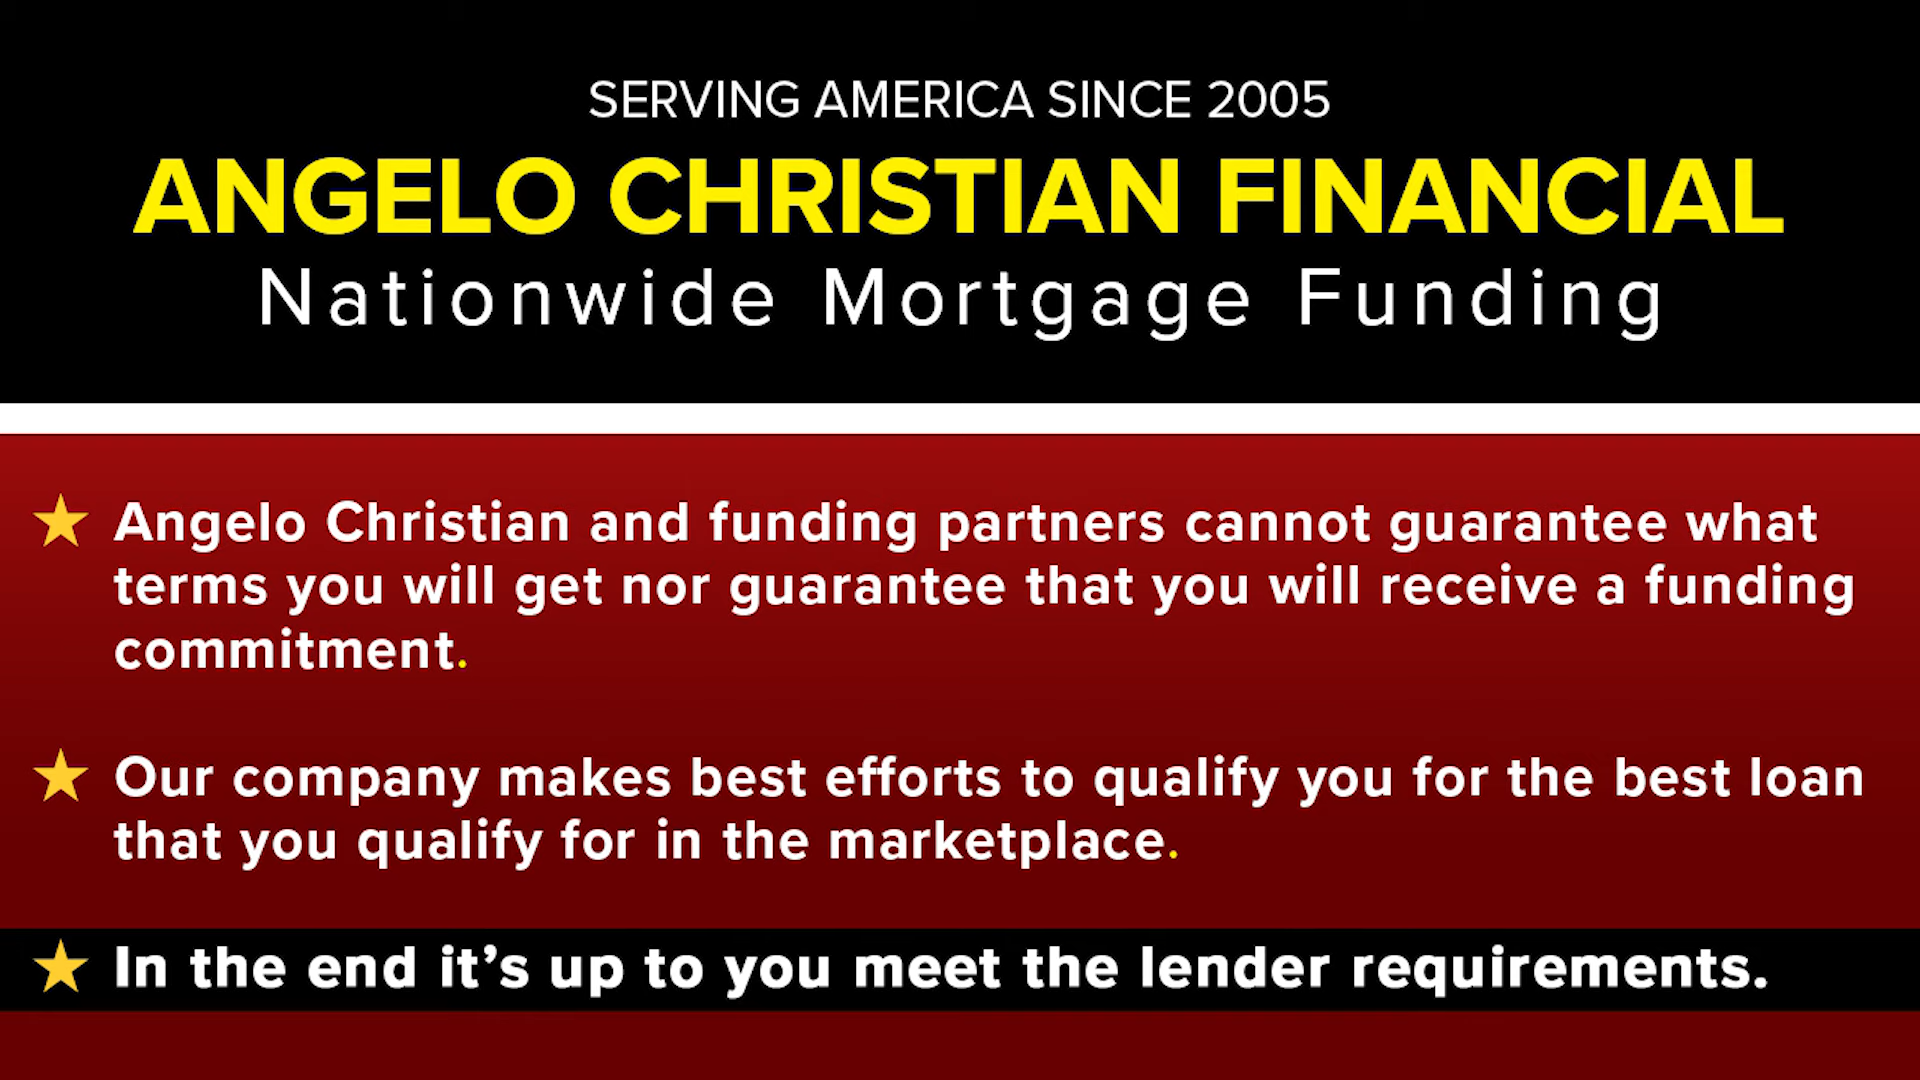 SERVING AMERICA SINCE 2005
ANGELO CHRISTIAN FINANCIAL
Nationwide Mortgage Funding
Angelo Christian and funding partners cannot guarantee what
terms you will get nor guarantee that you will receive a funding
commitment.
Our company makes best efforts to qualify you for the best loan
that you qualify for in the marketplace.
In the end it’s up to you meet the lender requirements.